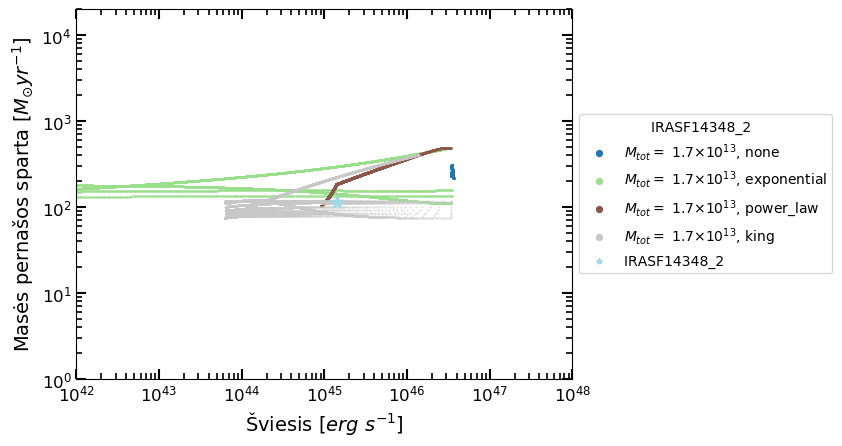 Masės pernašos sparta [M⊙yr⁻¹]
10⁴
10³
10²
10¹
10⁰
10⁴² 10⁴³ 10⁴⁴ 10⁴⁵ 10⁴⁶ 10⁴⁷ 10⁴⁸
Šviesis [erg s⁻¹]
IRASF14348_2
M_tot = 1.7×10¹³, none
M_tot = 1.7×10¹³, exponential
M_tot = 1.7×10¹³, power_law
M_tot = 1.7×10¹³, king
IRASF14348_2